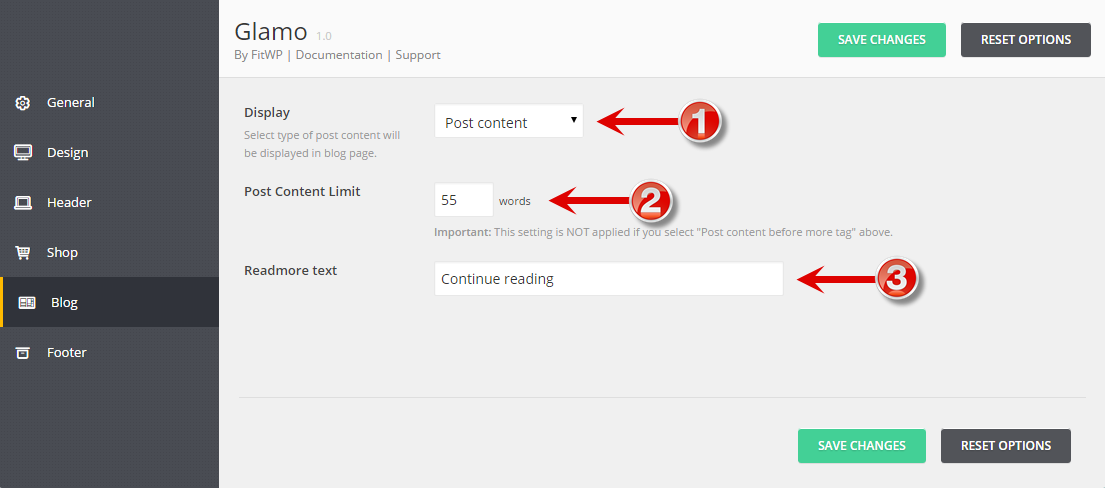 Glamo 1.0
By FitWP | Documentation | Support
SAVE CHANGES
RESET OPTIONS
General
Design
Header
Shop
Blog
Footer
Display
Select type of post content will
be displayed in blog page.
Post content
1
Post Content Limit
55 words
2
Important: This setting is NOT applied if you select "Post content before more tag" above.
Readmore text
Continue reading
3
SAVE CHANGES
RESET OPTIONS